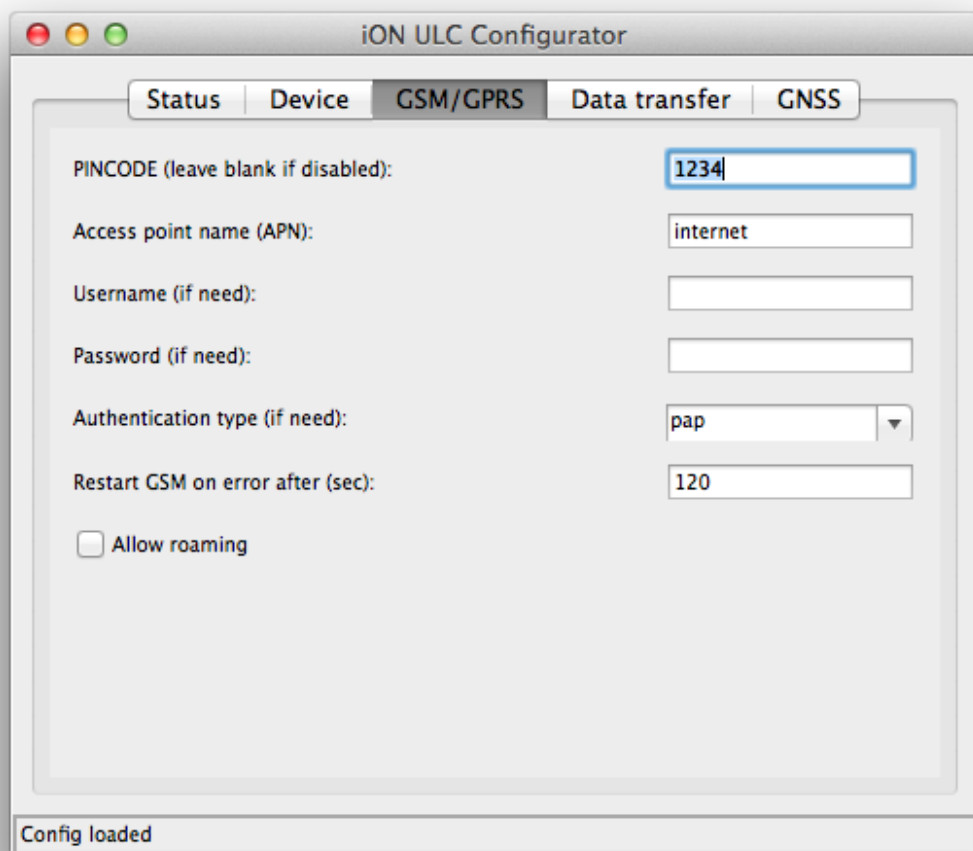 iON ULC Configurator
Status Device GSM/GPRS Data transfer GNSS
PINCODE (leave blank if disabled): 1234
Access point name (APN): internet
Username (if need):
Password (if need):
Authentication type (if need): pap
Restart GSM on error after (sec): 120
Allow roaming
Config loaded